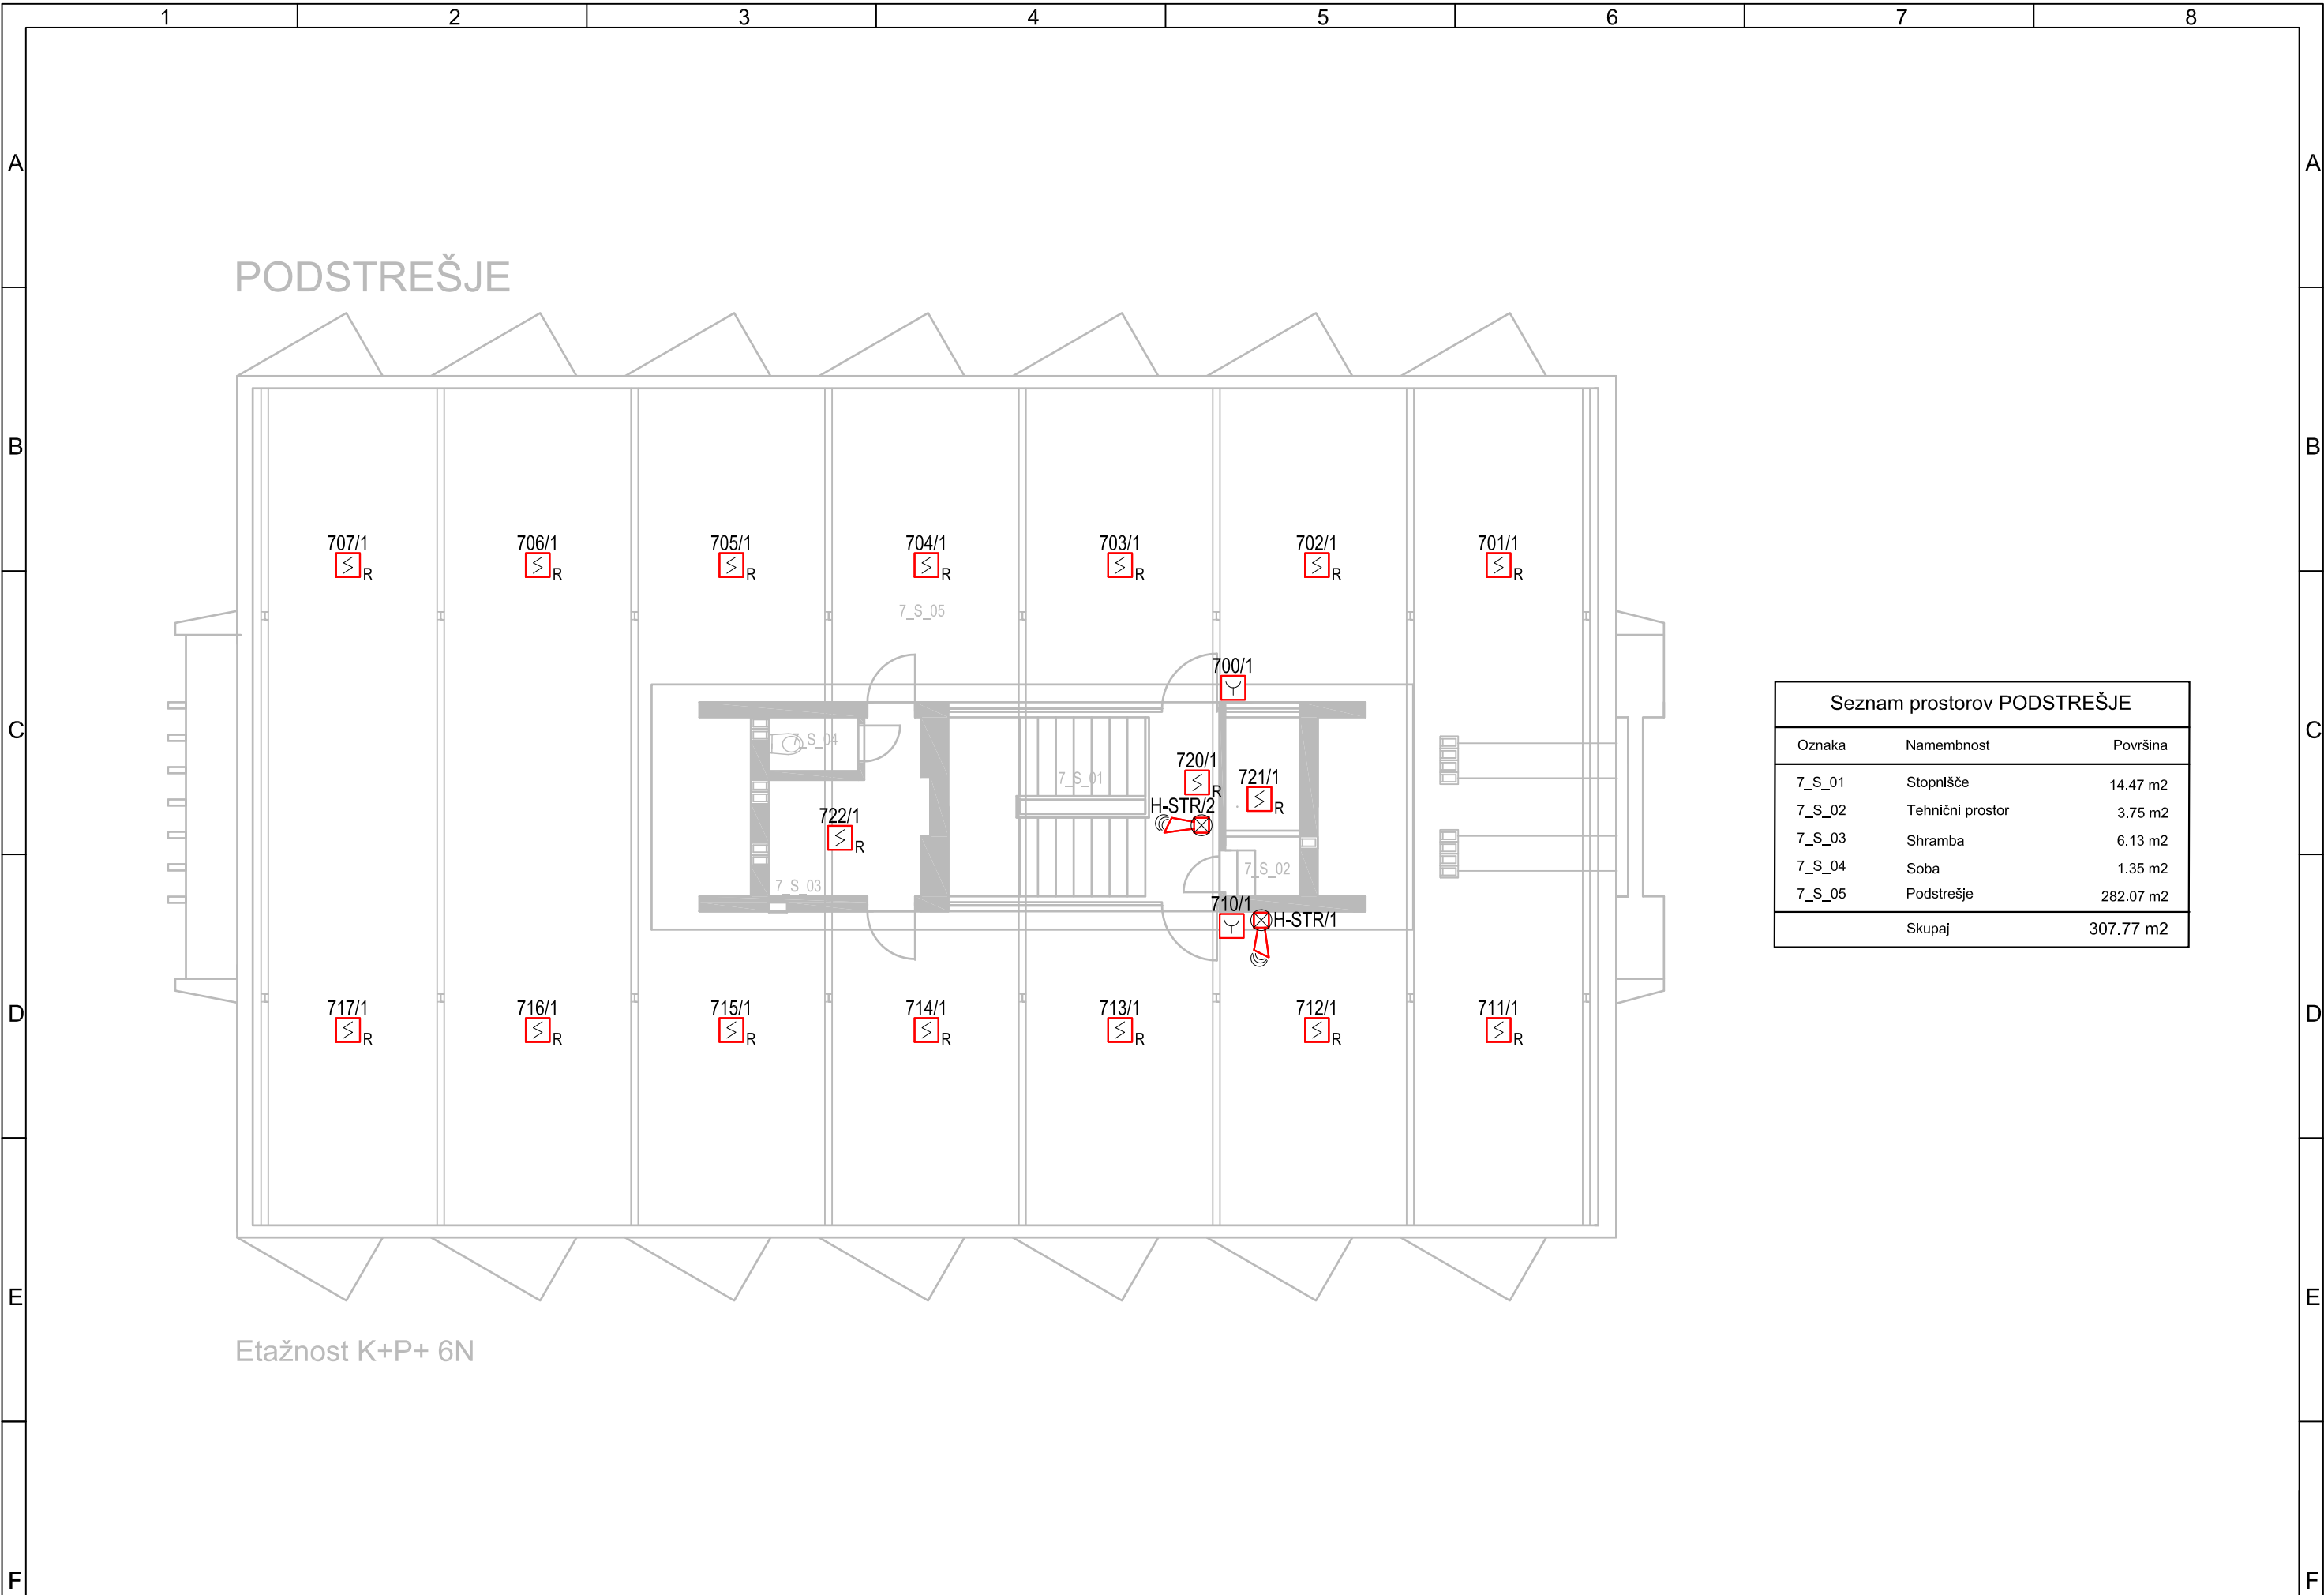 1 2 3 4 5 6 7 8
A A
PODSTREŠJE
B B
707/1 706/1 705/1 704/1 703/1 702/1 701/1
R R R R R R R
7_S_05
700/1
C C
7_S_04
7_S_01
720/1
R
721/1
R
H-STR/2
722/1
R
7_S_02
7_S_03
710/1
H-STR/1
Seznam prostorov PODSTREŠJE
Oznaka Namembnost Površina
7_S_01 Stopnišče 14.47 m2
7_S_02 Tehnični prostor 3.75 m2
7_S_03 Shramba 6.13 m2
7_S_04 Soba 1.35 m2
7_S_05 Podstrešje 282.07 m2
Skupaj 307.77 m2
D D
717/1 716/1 715/1 714/1 713/1 712/1 711/1
R R R R R R R
E E
Etažnost K+P+ 6N
F F